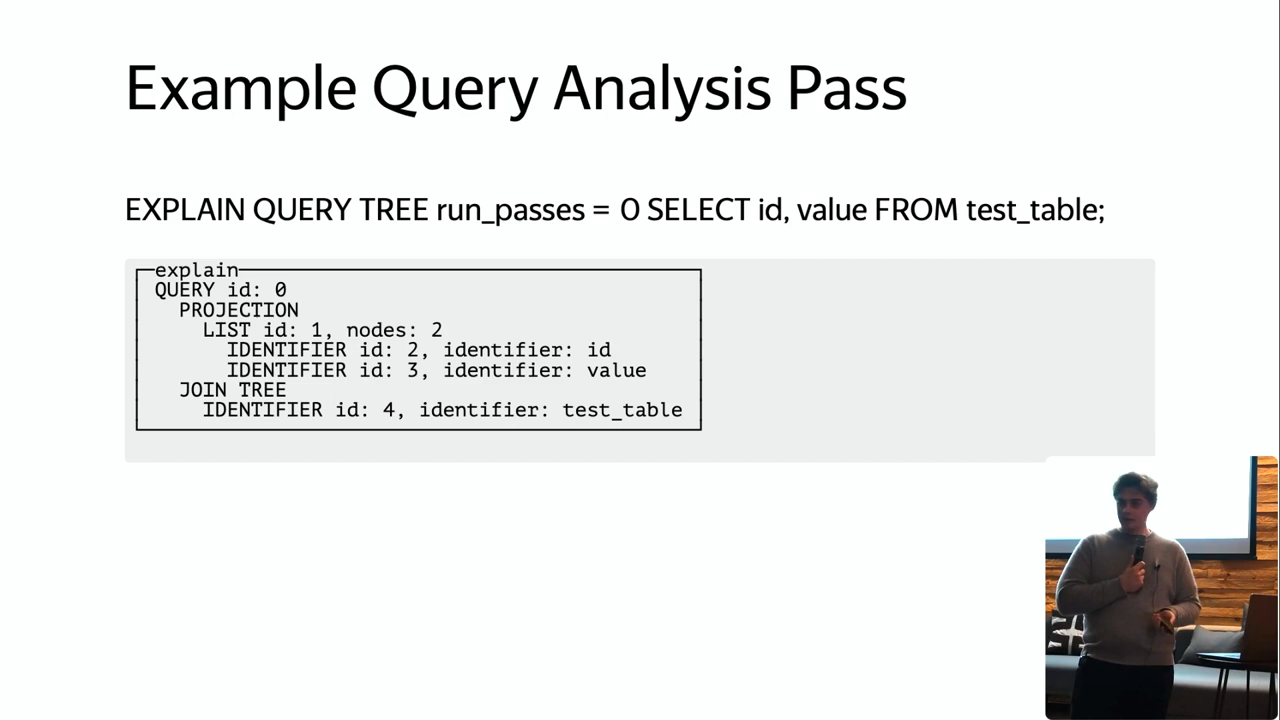 Example Query Analysis Pass
EXPLAIN QUERY TREE run_passes = 0 SELECT id, value FROM test_table;
explain
QUERY id: 0
PROJECTION
LIST id: 1, nodes: 2
IDENTIFIER id: 2, identifier: id
IDENTIFIER id: 3, identifier: value
JOIN TREE
IDENTIFIER id: 4, identifier: test_table